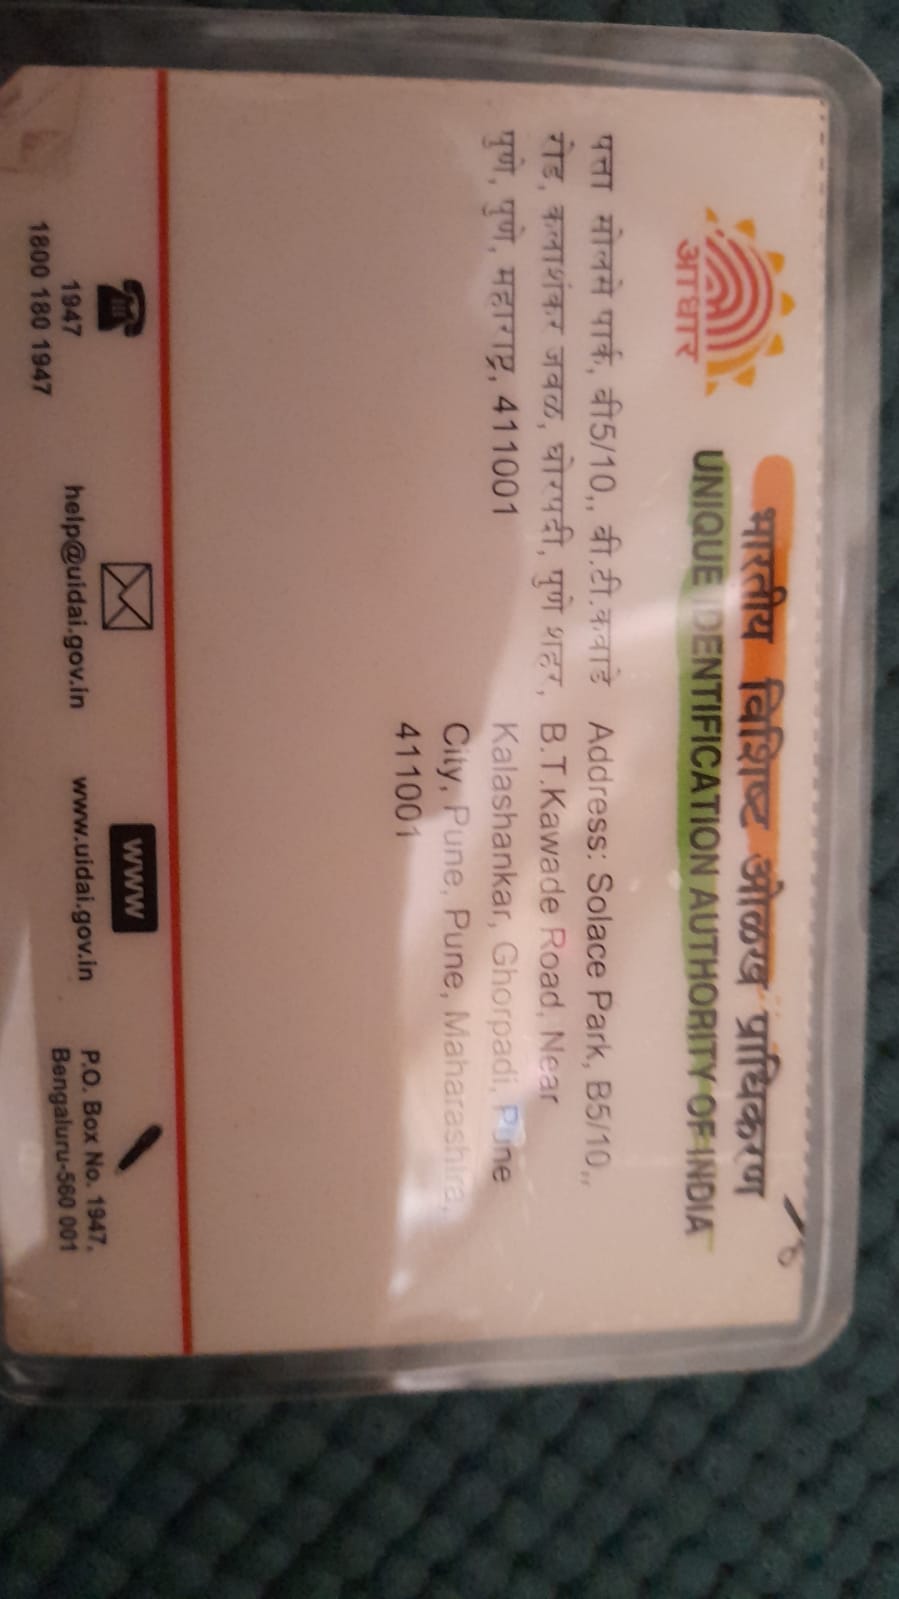 आधार
भारतीय विशिष्ट ओळख प्राधिकरण
UNIQUE IDENTIFICATION AUTHORITY OF INDIA
पत्ता सोलसे पार्क, बी5/10,, बी.टी.कवाडे
रोड, कलाशंकर जवळ, घोरपदी, पुणे शहर,
पुणे, पुणे, महाराष्ट्र, 411001
Address: Solace Park, B5/10,,
B.T.Kawade Road, Near
Kalashankar, Ghorpadi, Pune
City, Pune, Pune, Maharashtra,
411001
1947
1800 180 1947
help@uidai.gov.in
WWW
www.uidai.gov.in
P.O. Box No. 1947,
Bengaluru-560 001